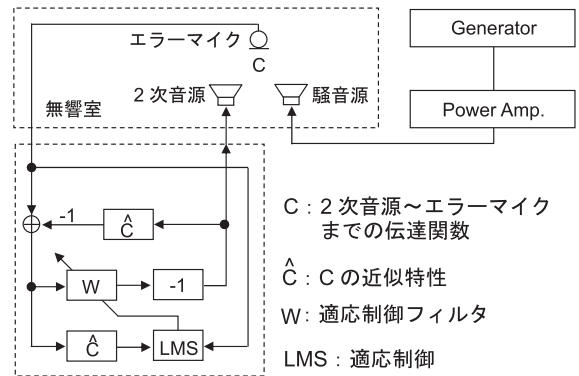 エラーマイク
C
Generator
2次音源
騒音源
無響室
Power Amp.
-1
Ĉ
W
-1
Ĉ
LMS
C：2次音源～エラーマイク
までの伝達関数
Ĉ：Cの近似特性
W：適応制御フィルタ
LMS：適応制御